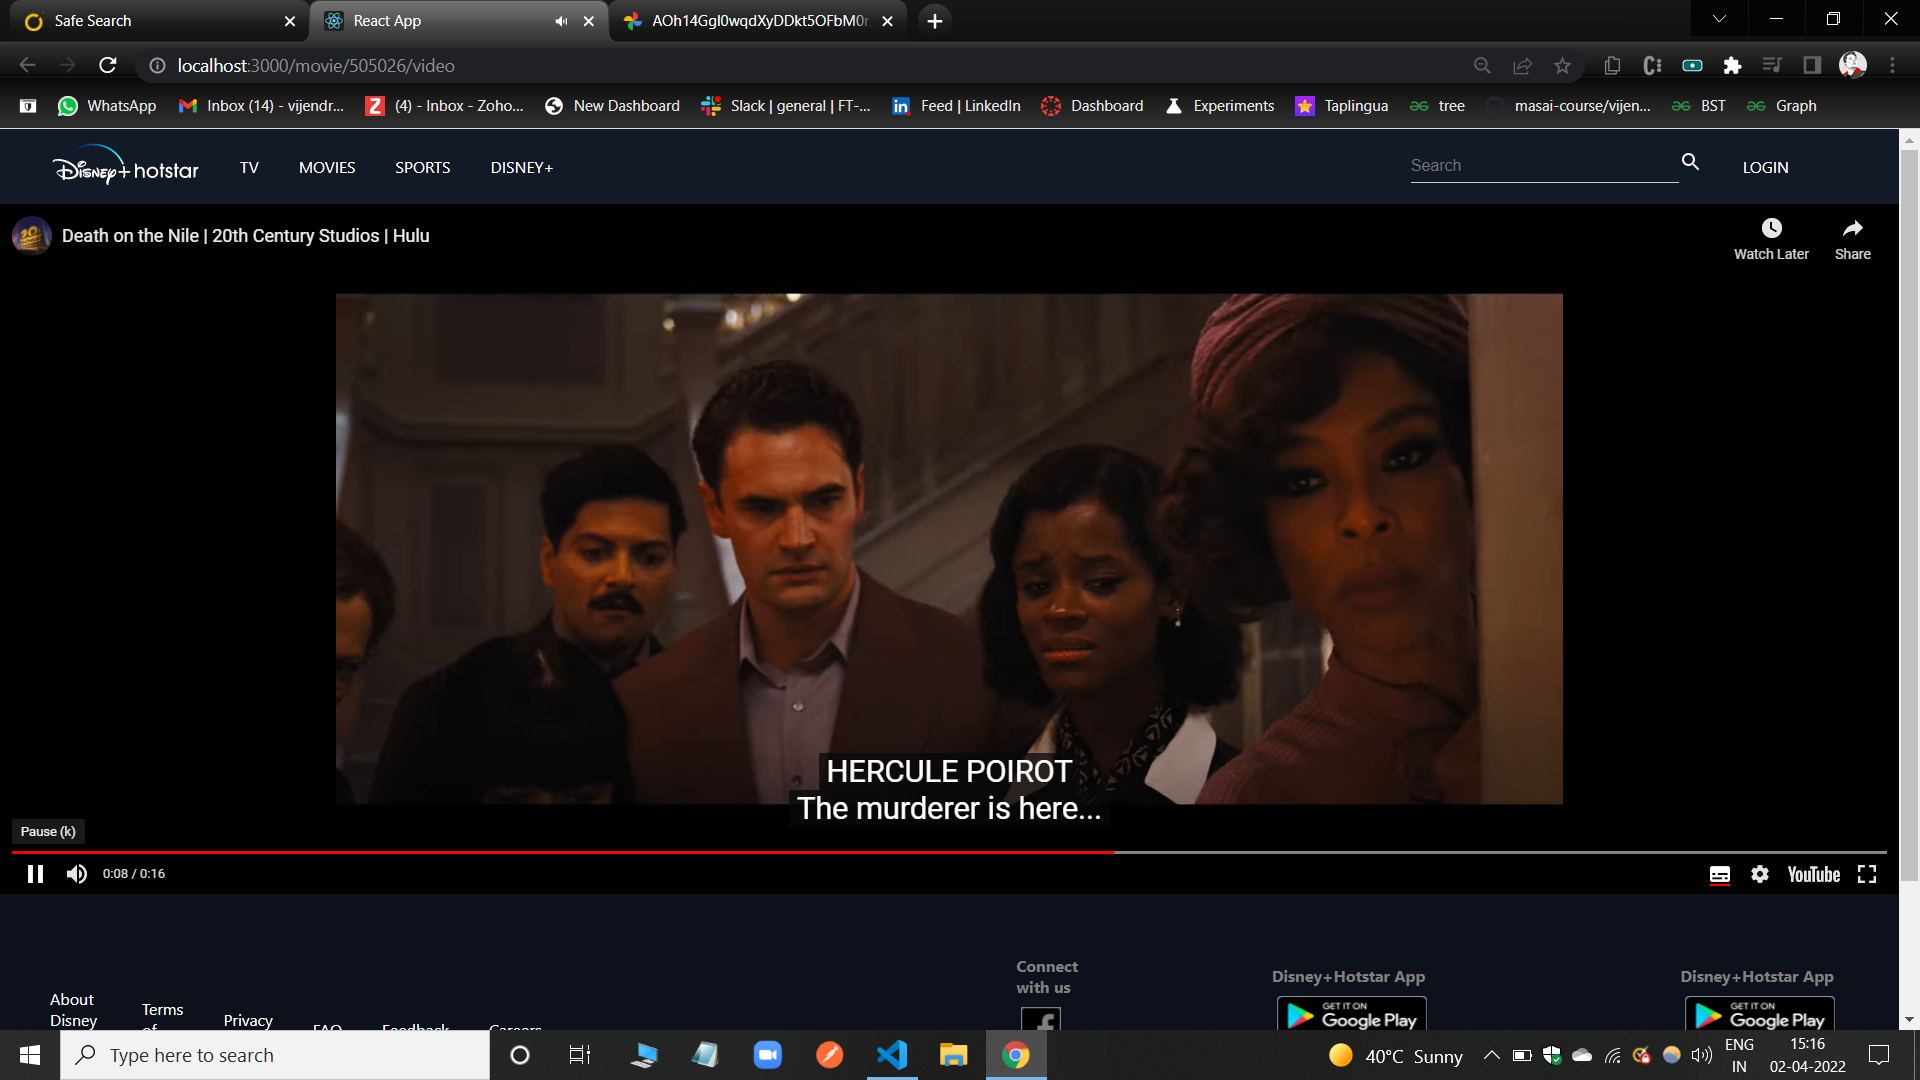 Safe Search
React App
AOh14Ggl0wqdXyDDkt5OFbM0r
localhost:3000/movie/505026/video
WhatsApp
Inbox (14) - vijendr...
(4) - Inbox - Zoho...
New Dashboard
Slack | general | FT-...
Feed | LinkedIn
Dashboard
Experiments
Taplingua
tree
masai-course/vijen...
BST
Graph
Disney+ hotstar
TV
MOVIES
SPORTS
DISNEY+
Search
LOGIN
Death on the Nile | 20th Century Studios | Hulu
Watch Later
Share
HERCULE POIROT
The murderer is here...
Pause (k)
0:08 / 0:16
YouTube
Connect
with us
Disney+Hotstar App
Disney+Hotstar App
About
Disney
Terms
of
Privacy
FAQ
Feedback
Careers
GET IT ON
Google Play
GET IT ON
Google Play
Type here to search
40°C Sunny
ENG
IN
15:16
02-04-2022